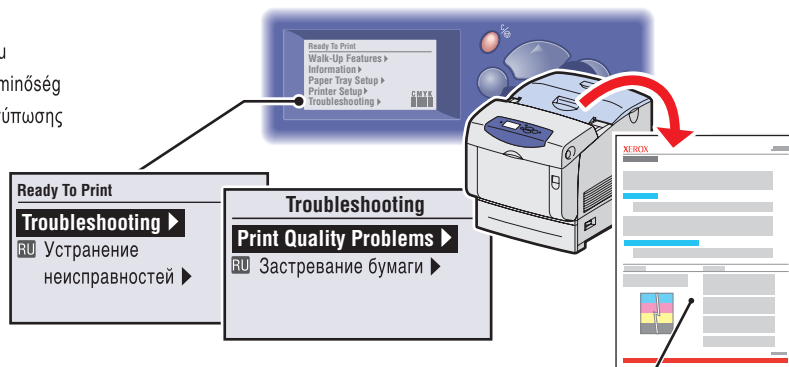 u
minőség
ύπωσης
Ready To Print
Walk-Up Features
Information
Paper Tray Setup
Printer Setup
Troubleshooting
CMYK
Ready To Print
Troubleshooting
RU Устранение
неисправностей
Troubleshooting
Print Quality Problems
RU Застревание бумаги
XEROX